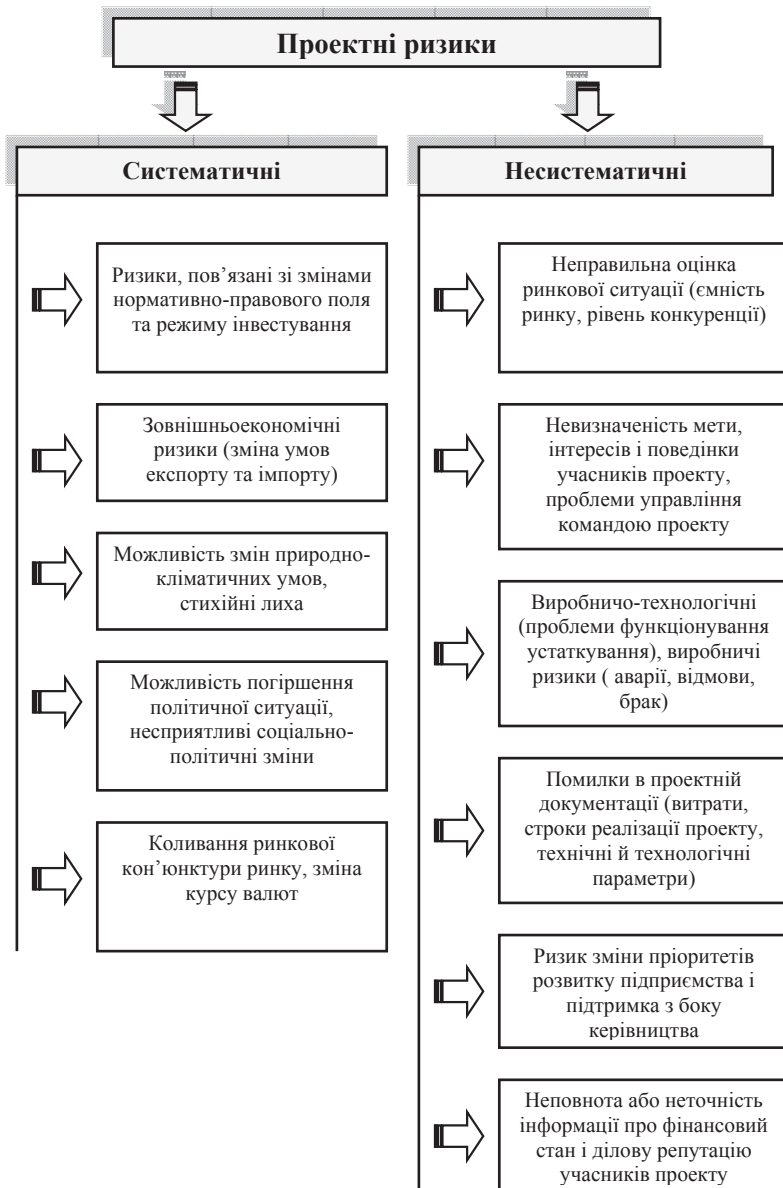 Проектні ризики
Систематичні
Ризики, пов’язані зі змінами
нормативно-правового поля
та режиму інвестування
Зовнішньоекономічні
ризики (зміна умов
експорту та імпорту)
Можливість змін природно-
кліматичних умов,
стихійні лиха
Можливість погіршення
політичної ситуації,
несприятливі соціально-
політичні зміни
Коливання ринкової
кон’юнктури ринку, зміна
курсу валют
Несистематичні
Неправильна оцінка
ринкової ситуації (ємність
ринку, рівень конкуренції)
Невизначеність мети,
інтересів і поведінки
учасників проекту,
проблеми управління
командою проекту
Виробничо-технологічні
(проблеми функціонування
устаткування), виробничі
ризики ( аварії, відмови,
брак)
Помилки в проектній
документації (витрати,
строки реалізації проекту,
технічні й технологічні
параметри)
Ризик зміни пріоритетів
розвитку підприємства і
підтримка з боку
керівництва
Неповнота або неточність
інформації про фінансовий
стан і ділову репутацію
учасників проекту